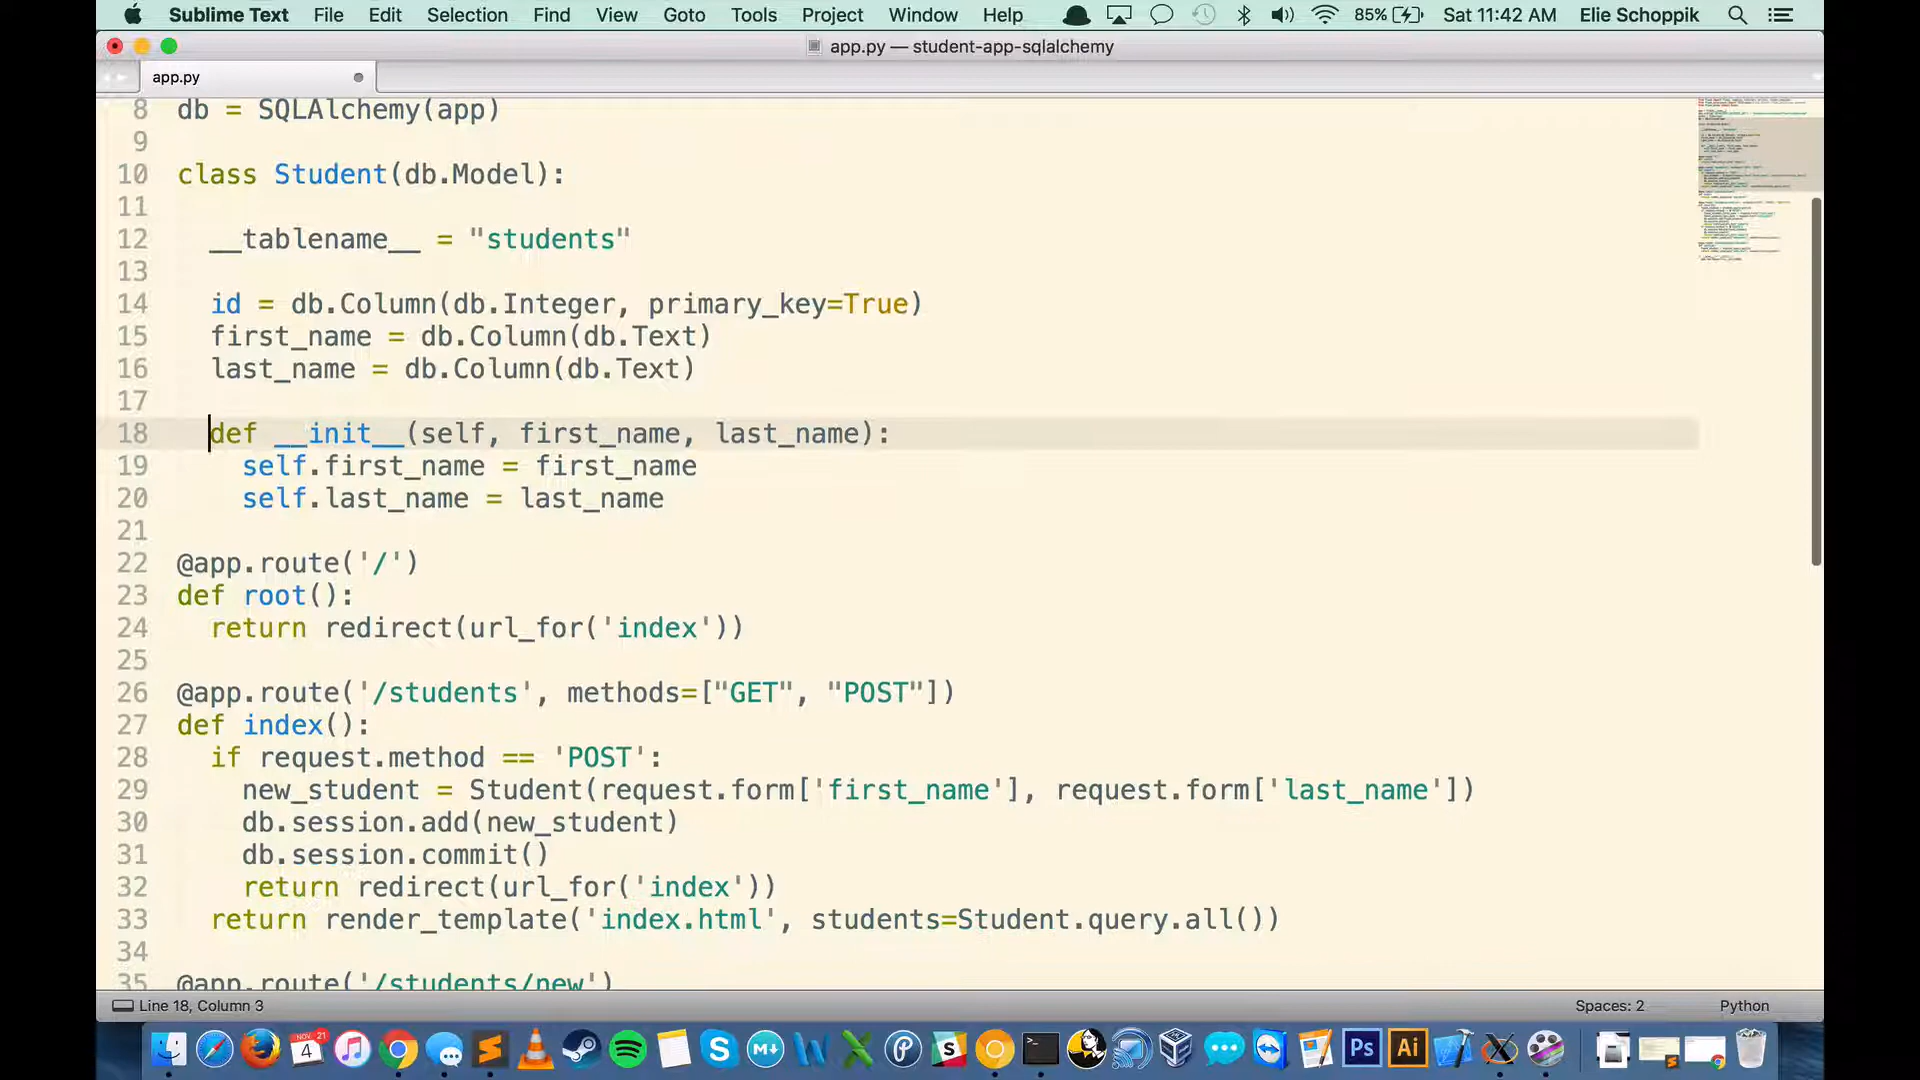 Sublime Text File Edit Selection Find View Goto Tools Project Window Help 85% Sat 11:42 AM Elie Schoppik
app.py — student-app-sqlalchemy
app.py
8 db = SQLAlchemy(app)
9
10 class Student(db.Model):
11
12 __tablename__ = "students"
13
14 id = db.Column(db.Integer, primary_key=True)
15 first_name = db.Column(db.Text)
16 last_name = db.Column(db.Text)
17
18 def __init__(self, first_name, last_name):
19 self.first_name = first_name
20 self.last_name = last_name
21
22 @app.route('/')
23 def root():
24 return redirect(url_for('index'))
25
26 @app.route('/students', methods=["GET", "POST"])
27 def index():
28 if request.method == 'POST':
29 new_student = Student(request.form['first_name'], request.form['last_name'])
30 db.session.add(new_student)
31 db.session.commit()
32 return redirect(url_for('index'))
33 return render_template('index.html', students=Student.query.all())
34
35 @app.route('/students/new')
Line 18, Column 3 Spaces: 2 Python
NOV 21
4
Ps
Ai